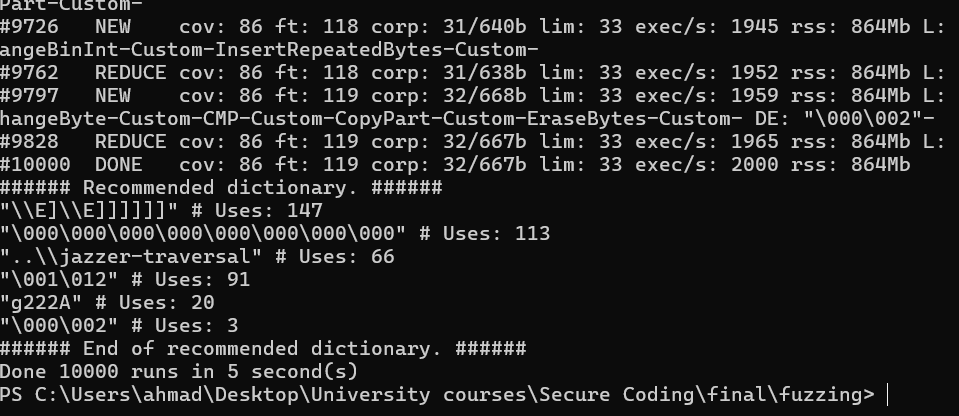 Part-Custom-
#9726   NEW    cov: 86 ft: 118 corp: 31/640b lim: 33 exec/s: 1945 rss: 864Mb L:
angeBinInt-Custom-InsertRepeatedBytes-Custom-
#9762   REDUCE cov: 86 ft: 118 corp: 31/638b lim: 33 exec/s: 1952 rss: 864Mb L:
#9797   NEW    cov: 86 ft: 119 corp: 32/668b lim: 33 exec/s: 1959 rss: 864Mb L:
hangeByte-Custom-CMP-Custom-CopyPart-Custom-EraseBytes-Custom- DE: "\000\002"-
#9828   REDUCE cov: 86 ft: 119 corp: 32/667b lim: 33 exec/s: 1965 rss: 864Mb L:
#10000  DONE   cov: 86 ft: 119 corp: 32/667b lim: 33 exec/s: 2000 rss: 864Mb
###### Recommended dictionary. ######
"\\E]\\E]]]]]]" # Uses: 147
"\000\000\000\000\000\000\000\000" # Uses: 113
"..\\jazzer-traversal" # Uses: 66
"\001\012" # Uses: 91
"g222A" # Uses: 20
"\000\002" # Uses: 3
###### End of recommended dictionary. ######
Done 10000 runs in 5 second(s)
PS C:\Users\ahmad\Desktop\University courses\Secure Coding\final\fuzzing>